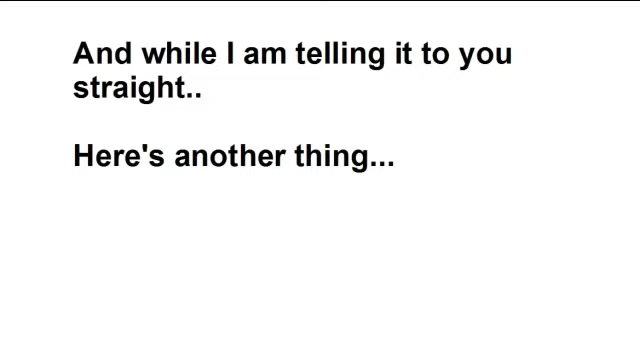 And while I am telling it to you
straight..
Here's another thing...